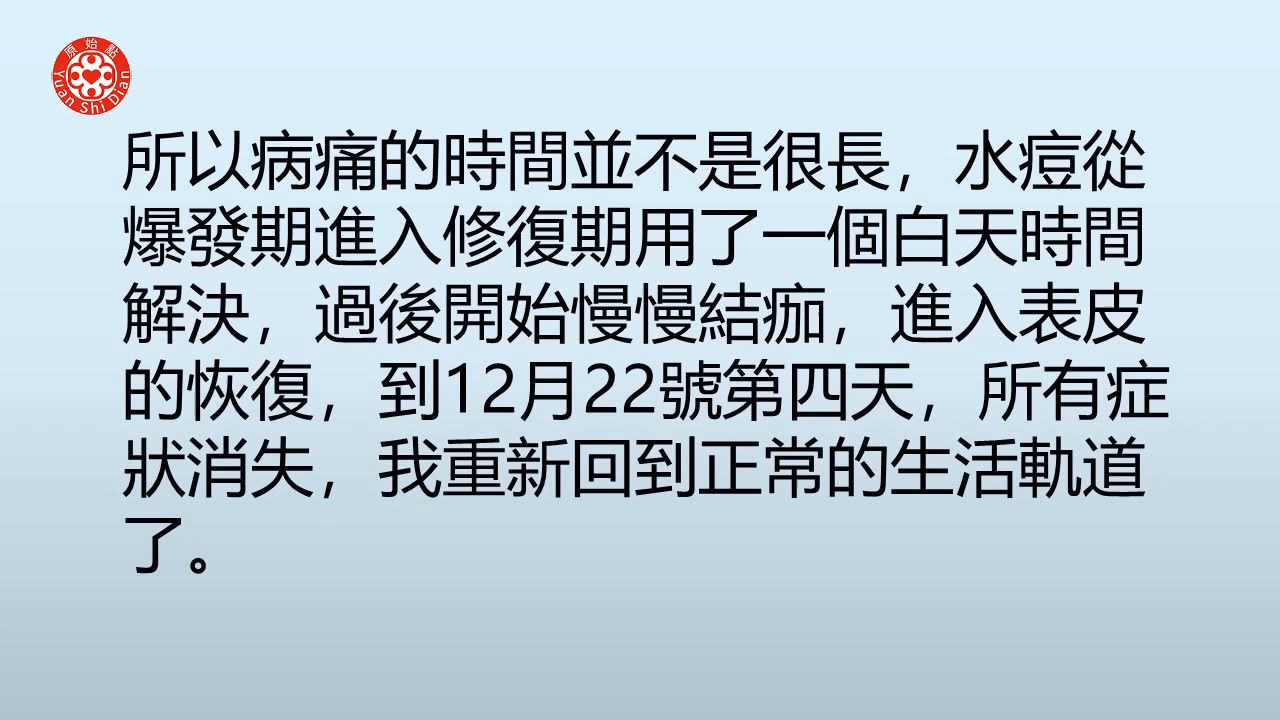 原始點
Yuan Shi Dian
所以病痛的時間並不是很長，水痘從
爆發期進入修復期用了一個白天時間
解決，過後開始慢慢結痂，進入表皮
的恢復，到12月22號第四天，所有症
狀消失，我重新回到正常的生活軌道
了。